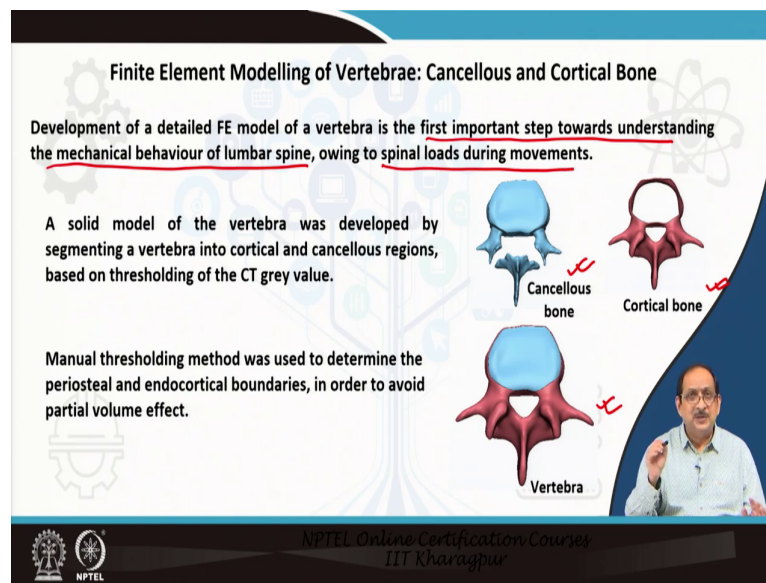 Finite Element Modelling of Vertebrae: Cancellous and Cortical Bone
Development of a detailed FE model of a vertebra is the first important step towards understanding
the mechanical behaviour of lumbar spine, owing to spinal loads during movements.
A solid model of the vertebra was developed by
segmenting a vertebra into cortical and cancellous regions,
based on thresholding of the CT grey value.
Cancellous
bone
Cortical bone
Manual thresholding method was used to determine the
periosteal and endocortical boundaries, in order to avoid
partial volume effect.
Vertebra
NPTEL Online Certification Courses
IIT Kharagpur
NPTEL